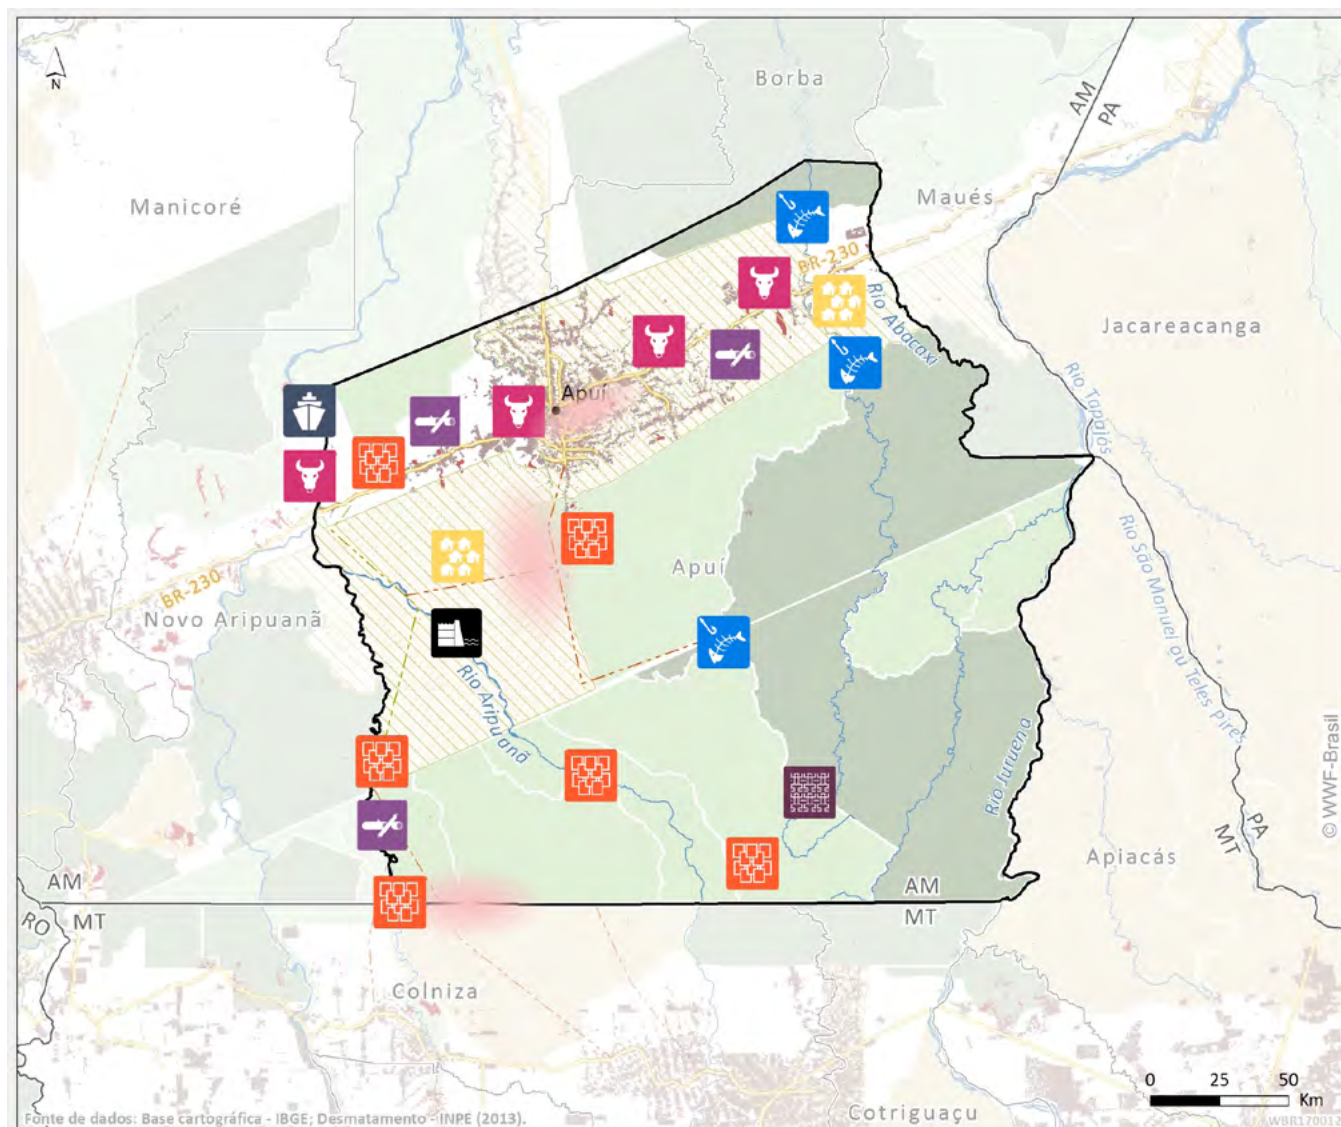 N
Borba
AM
PA
Manicoré
Maués
BR-230
Rio Abacaxi
Jacareacanga
Rio Tapajós
Apuí
Apuí
BR-230
Novo Aripuanã
Rio São Manuel ou Teles Pires
Rio Aripuanã
Rio Juruena
© WWF-Brasil
PA
MT
Apiacás
AM
MT
AM
MT
RO
Colniza
0 25 50
Km
Cotriguaçu
Fonte de dados: Base cartográfica - IBGE; Desmatamento - INPE (2013).